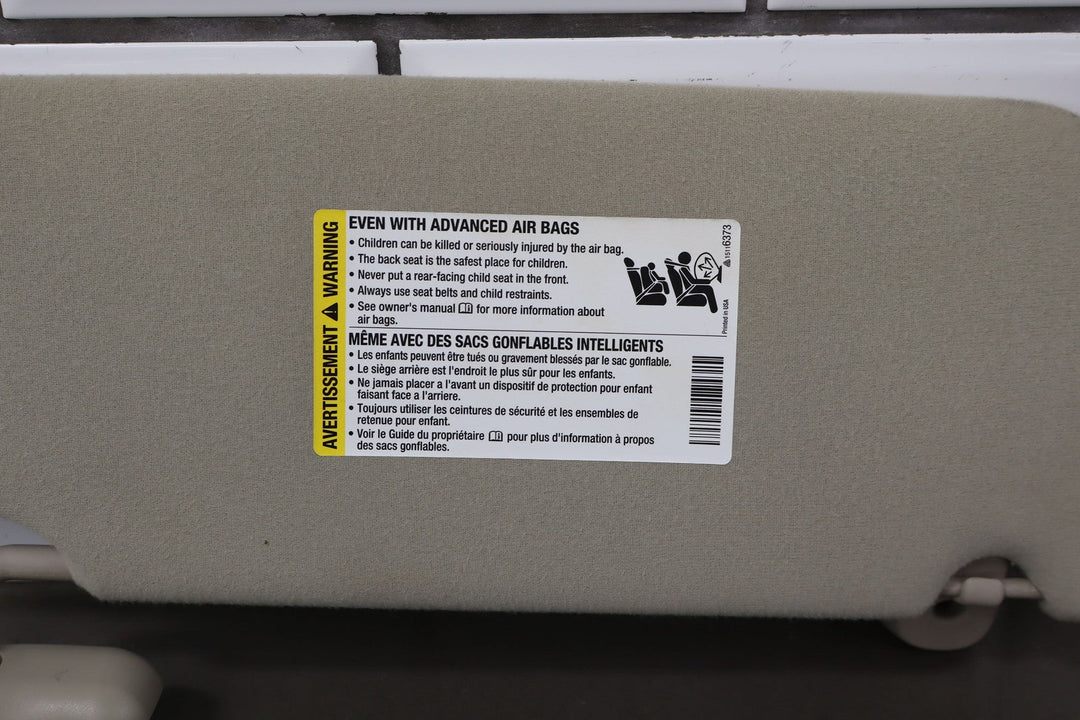 AVERTISSEMENT ⚠ WARNING
EVEN WITH ADVANCED AIR BAGS
• Children can be killed or seriously injured by the air bag.
• The back seat is the safest place for children.
• Never put a rear-facing child seat in the front.
• Always use seat belts and child restraints.
• See owner's manual for more information about
air bags.
MÊME AVEC DES SACS GONFLABLES INTELLIGENTS
• Les enfants peuvent être tués ou gravement blessés par le sac gonflable.
• Le siège arrière est l'endroit le plus sûr pour les enfants.
• Ne jamais placer a l'avant un dispositif de protection pour enfant
faisant face a l'arriere.
• Toujours utiliser les ceintures de sécurité et les ensembles de
retenue pour enfant.
• Voir le Guide du propriétaire pour plus d'information à propos
des sacs gonflables.
15116373
Printed in USA